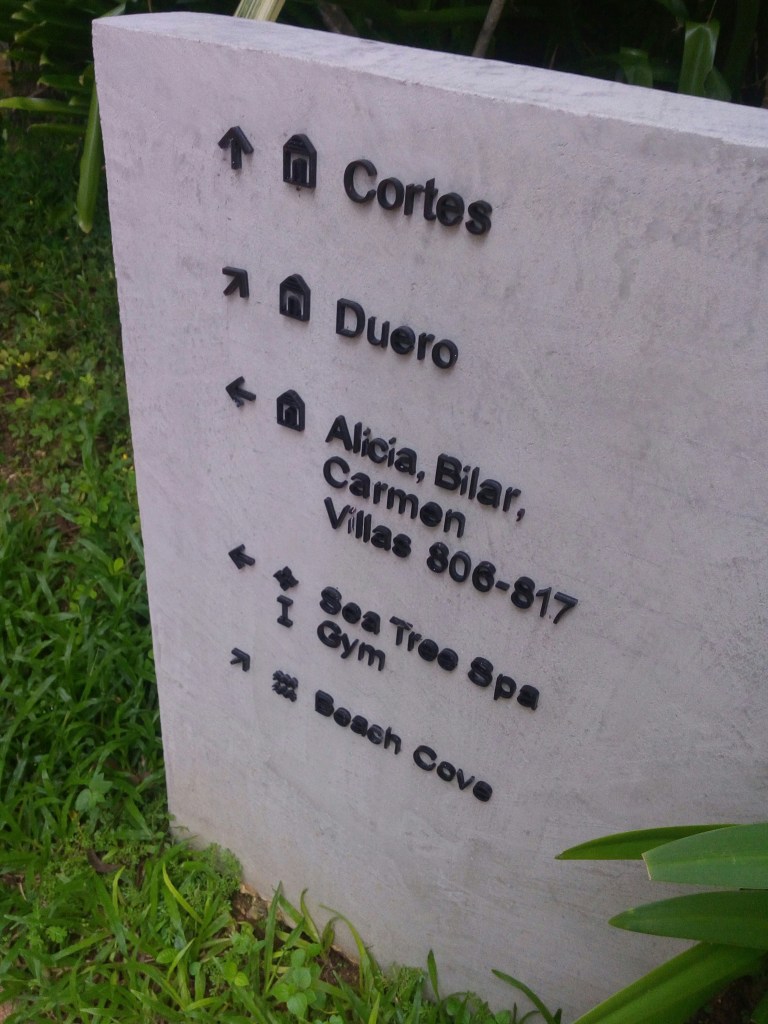 Cortes
Duero
Alicia, Bilar,
Carmen
Villas 806-817
Sea Tree Spa
Gym
Beach Cove